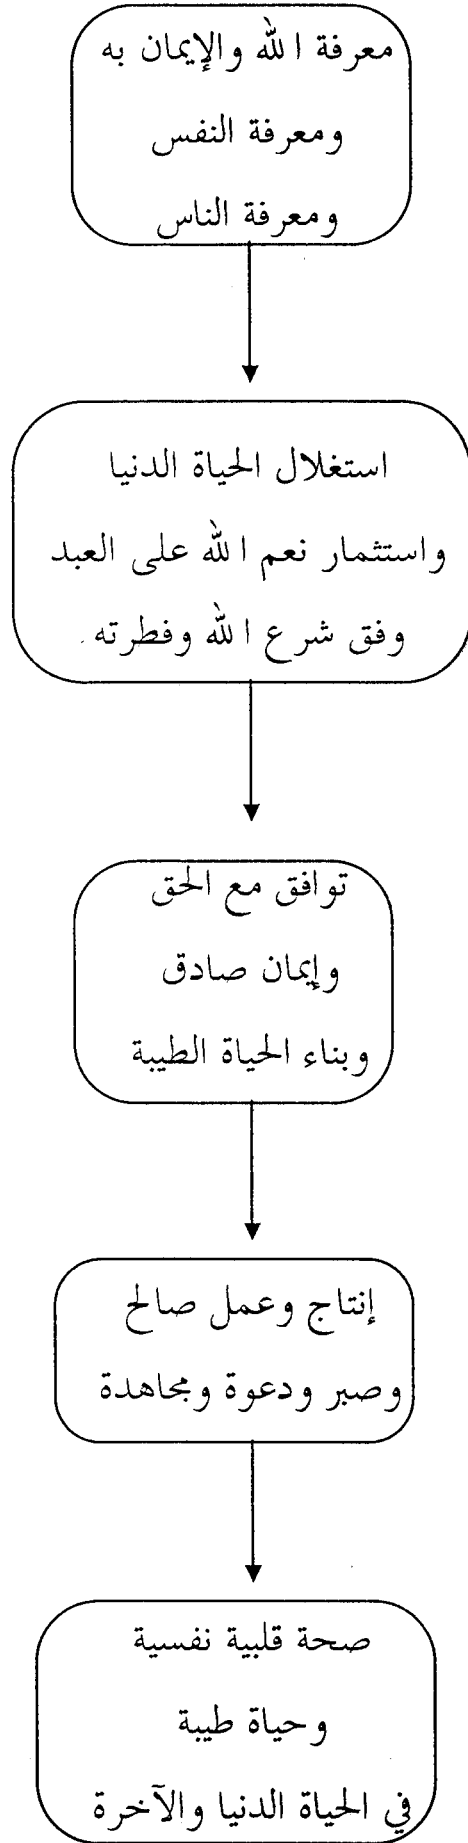 معرفة الله والإيمان به
ومعرفة النفس
ومعرفة الناس
استغلال الحياة الدنيا
واستثمار نعم الله على العبد
وفق شرع الله وفطرته.
توافق مع الحق
وإيمان صادق
وبناء الحياة الطيبة
إنتاج وعمل صالح
وصبر ودعوة ومجاهدة
صحة قلبية نفسية
وحياة طيبة
في الحياة الدنيا والآخرة